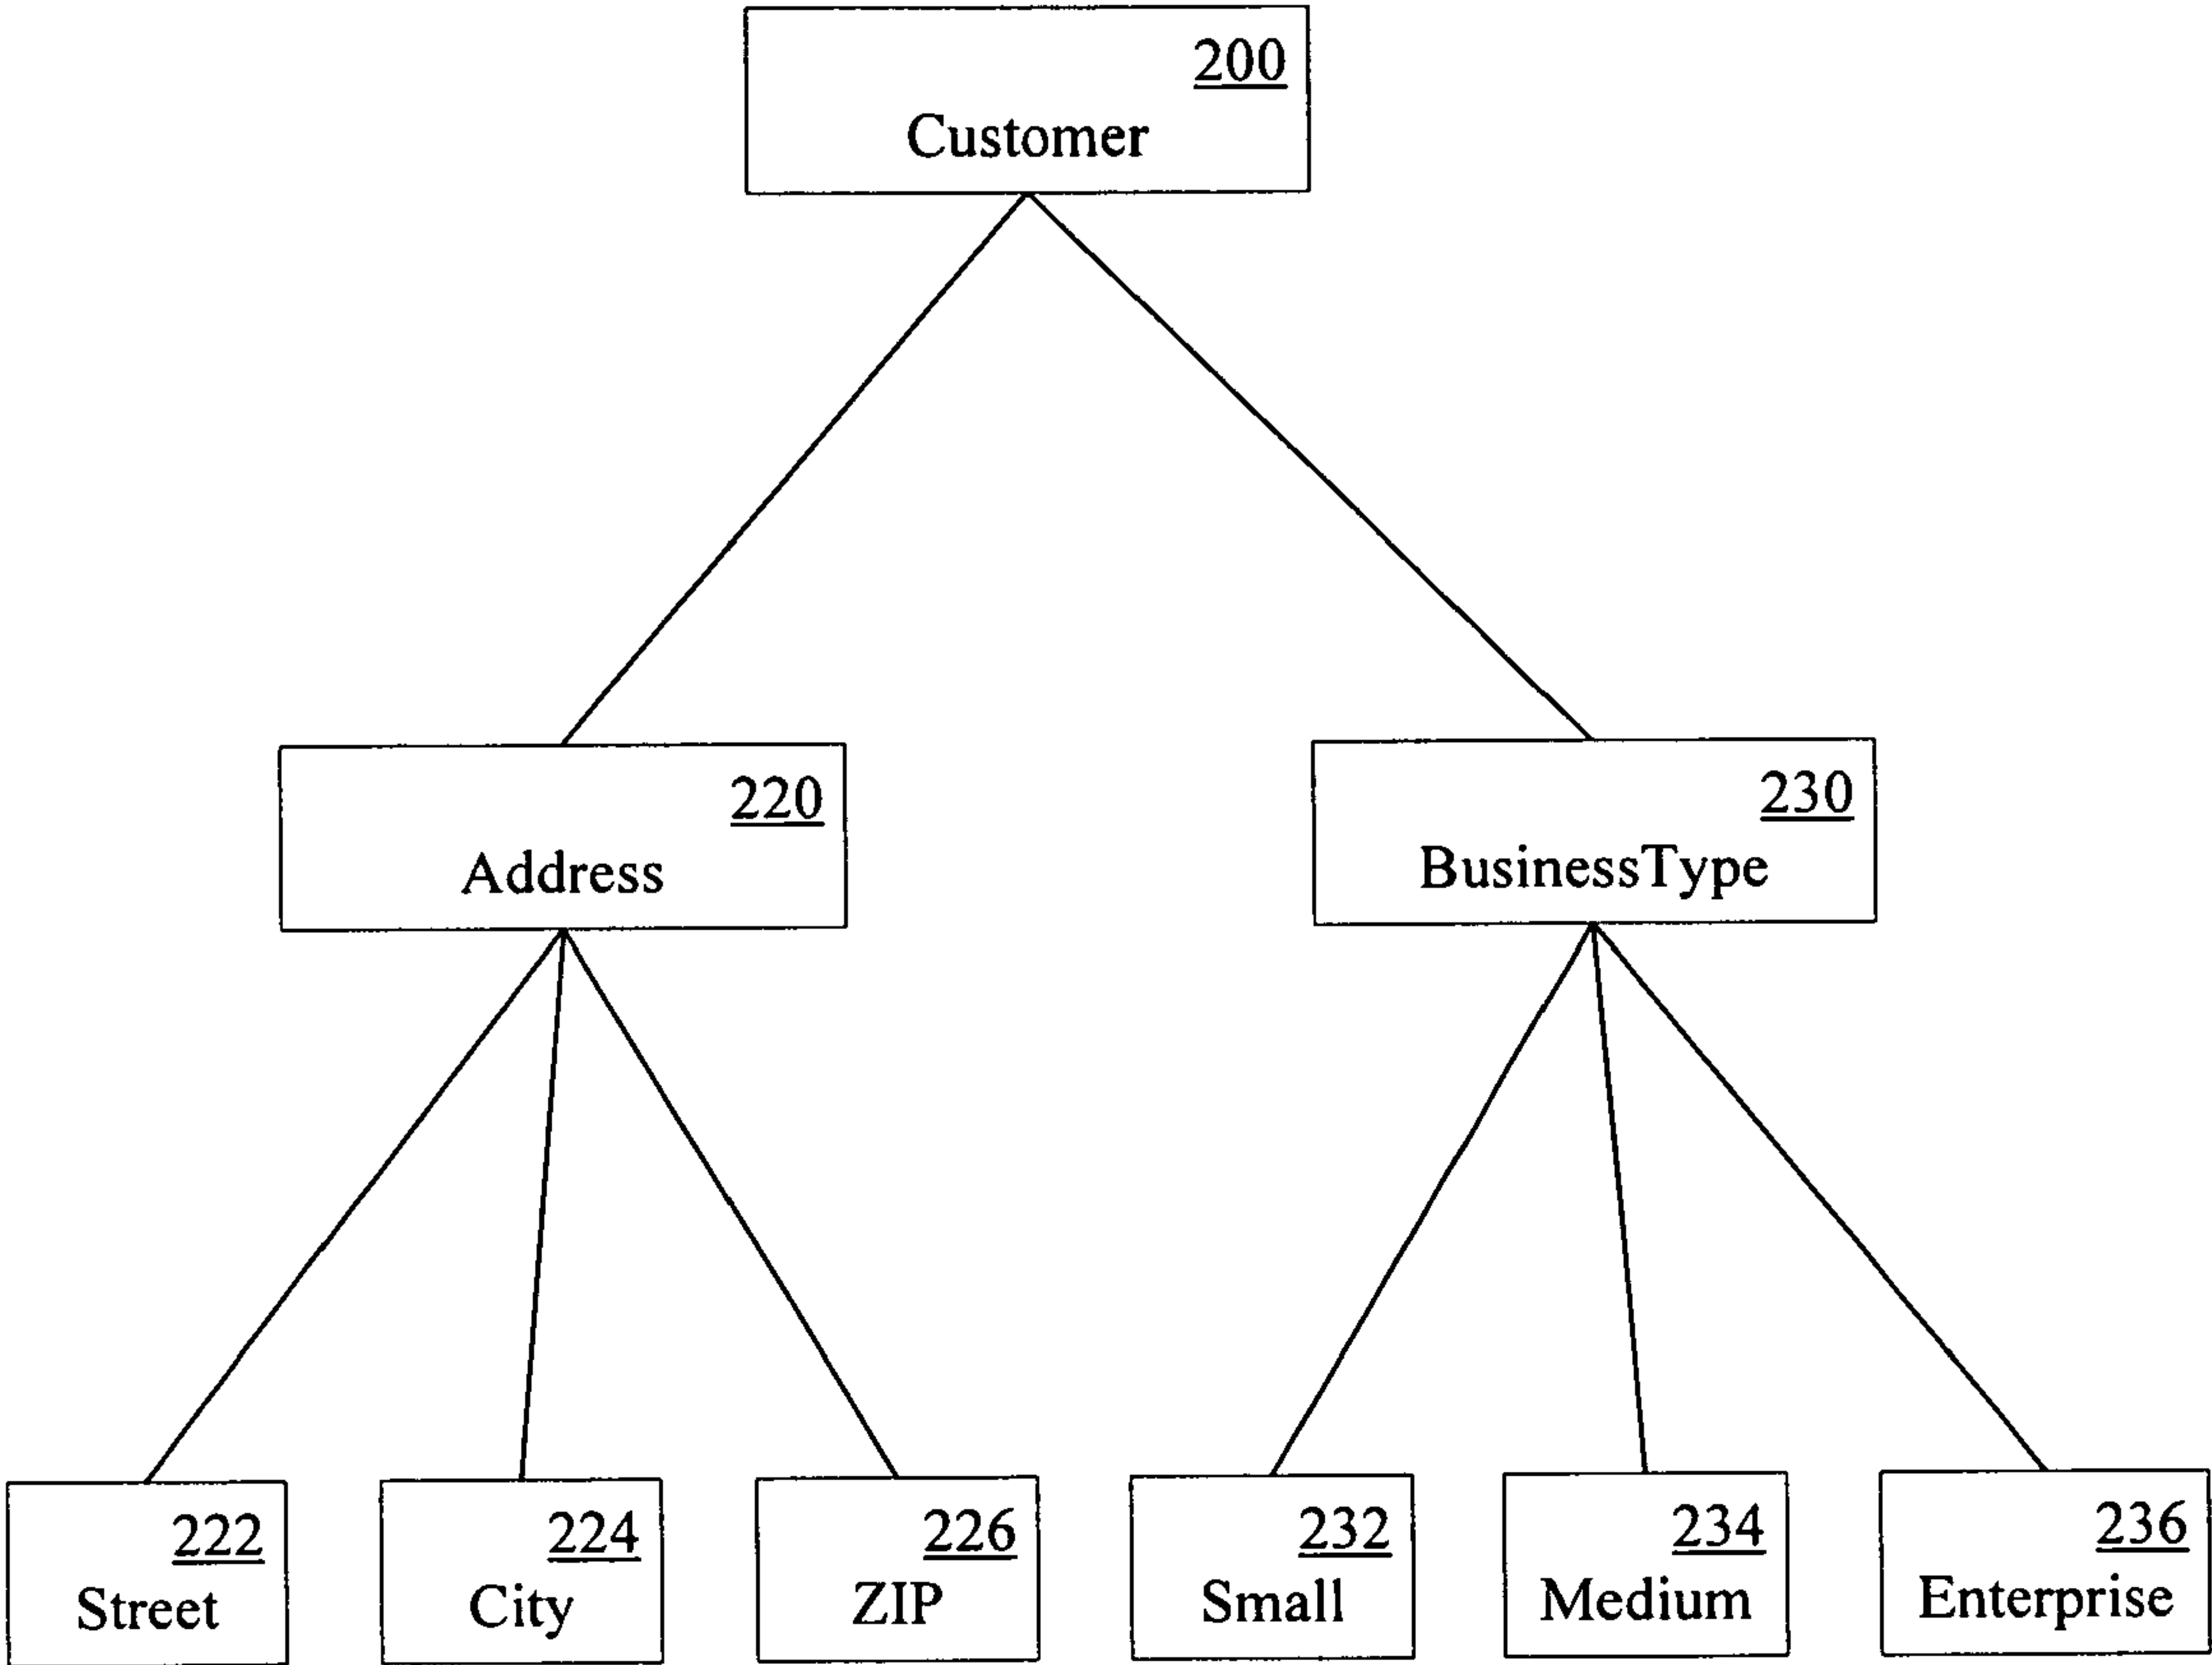 200
Customer
220
Address
230
BusinessType
222
Street
224
City
226
ZIP
232
Small
234
Medium
236
Enterprise